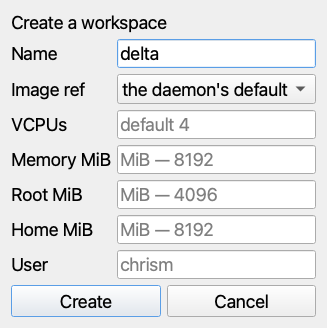 Create a workspace
Name delta
Image ref the daemon's default
VCPUs default 4
Memory MiB MiB — 8192
Root MiB MiB — 4096
Home MiB MiB — 8192
User chrism
Create Cancel